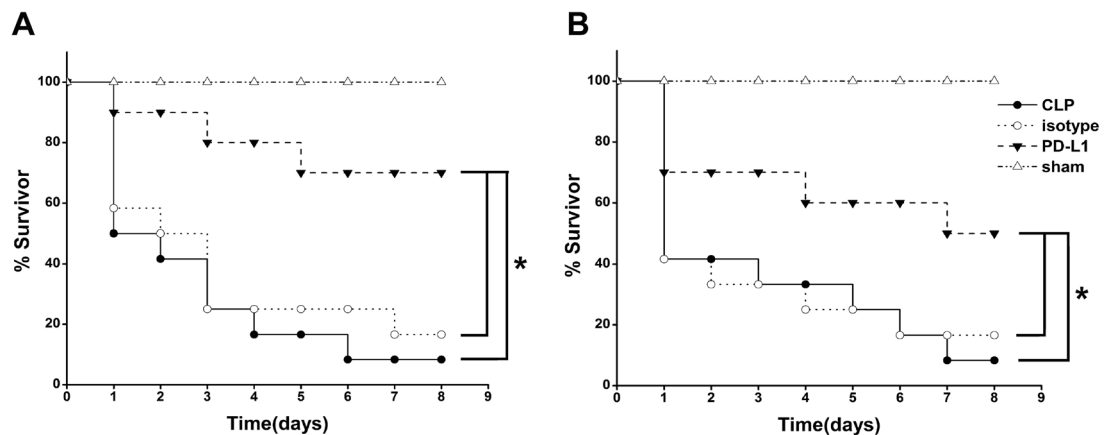 A
% Survivor
100
80
60
40
20
0
0 1 2 3 4 5 6 7 8 9
Time(days)
*
B
% Survivor
100
80
60
40
20
0
0 1 2 3 4 5 6 7 8 9
Time(days)
CLP
isotype
PD-L1
sham
*